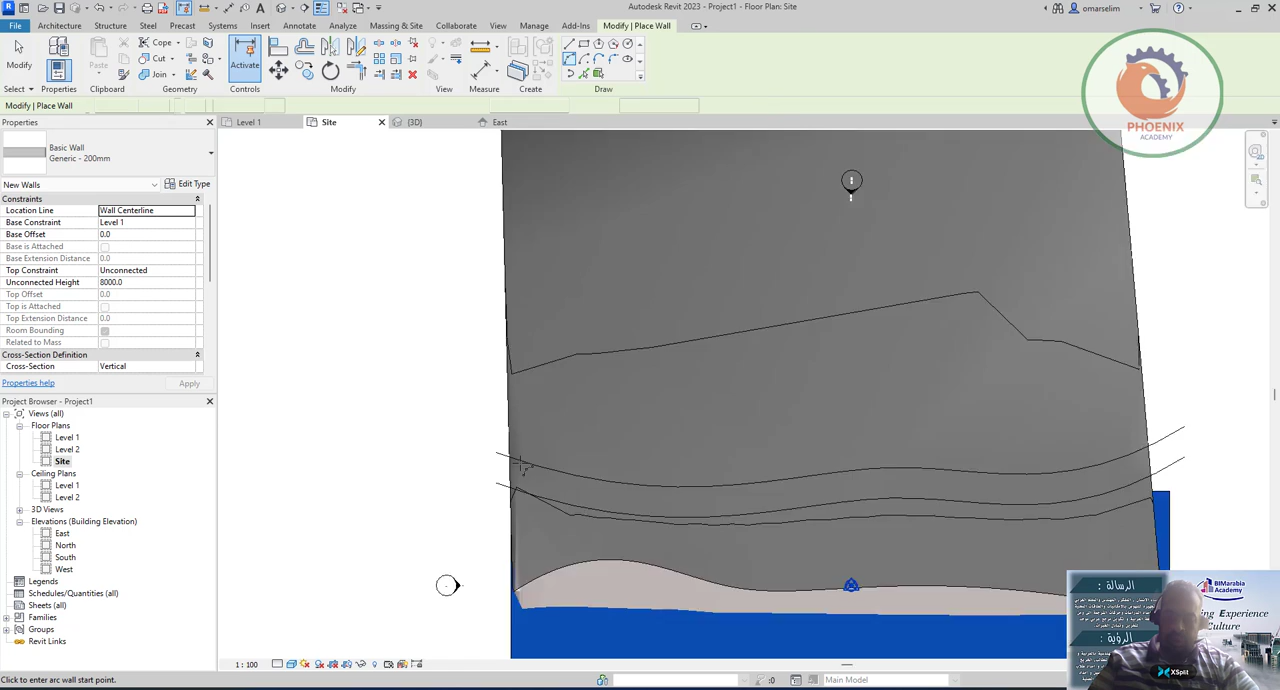 Autodesk Revit 2023 - Project1 - Floor Plan: Site
omarselim
File
Architecture
Structure
Steel
Precast
Systems
Insert
Annotate
Analyze
Massing & Site
Collaborate
View
Manage
Add-Ins
Modify | Place Wall
Modify
Paste
Cope
Cut
Join
Activate
Select
Properties
Clipboard
Geometry
Controls
Modify
View
Measure
Create
Draw
Modify | Place Wall
PHOENIX
ACADEMY
Properties
Level 1
Site
{3D}
East
Basic Wall
Generic - 200mm
New Walls
Edit Type
Constraints
Location Line Wall Centerline
Base Constraint Level 1
Base Offset 0.0
Base is Attached
Base Extension Distance 0.0
Top Constraint Unconnected
Unconnected Height 8000.0
Top Offset 0.0
Top is Attached
Top Extension Distance 0.0
Room Bounding
Related to Mass
Cross-Section Definition
Cross-Section Vertical
Properties help
Apply
Project Browser - Project1
Views (all)
Floor Plans
Level 1
Level 2
Site
Ceiling Plans
Level 1
Level 2
3D Views
Elevations (Building Elevation)
East
North
South
West
Legends
Schedules/Quantities (all)
Sheets (all)
Families
Groups
Revit Links
1 : 100
Click to enter arc wall start point.
:0
Main Model
الرسالة :
الرؤية :
BIMarabia
Academy
Experience
Culture
XSplit